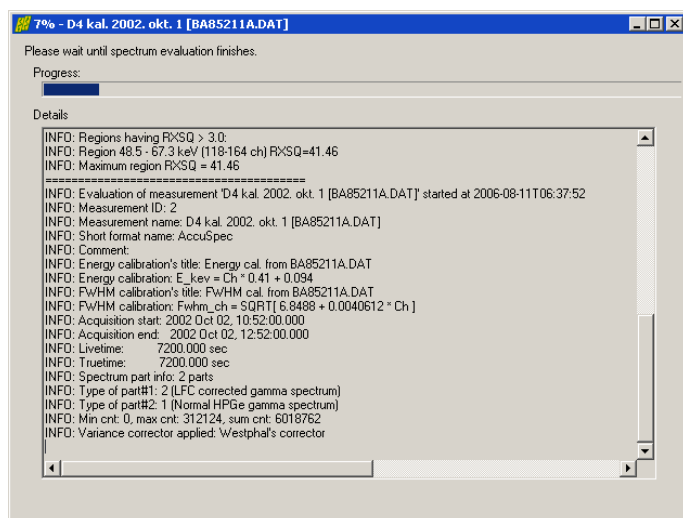 7% - D4 kal. 2002. okt. 1 [BA85211A.DAT]
Please wait until spectrum evaluation finishes.
Progress:
Details
INFO: Regions having RXSQ > 3.0:
INFO: Region 48.5 - 67.3 keV (118-164 ch) RXSQ=41.46
INFO: Maximum region RXSQ = 41.46
========================================
INFO: Evaluation of measurement 'D4 kal. 2002. okt. 1 [BA85211A.DAT]' started at 2006-08-11T06:37:52
INFO: Measurement ID: 2
INFO: Measurement name: D4 kal. 2002. okt. 1 [BA85211A.DAT]
INFO: Short format name: AccuSpec
INFO: Comment:
INFO: Energy calibration's title: Energy cal. from BA85211A.DAT
INFO: Energy calibration: E_kev = Ch * 0.41 + 0.094
INFO: FWHM calibration's title: FWHM cal. from BA85211A.DAT
INFO: FWHM calibration: Fwhm_ch = SQRT[ 6.8488 + 0.0040612 * Ch ]
INFO: Acquisition start: 2002 Oct 02, 10:52:00.000
INFO: Acquisition end: 2002 Oct 02, 12:52:00.000
INFO: Livetime: 7200.000 sec
INFO: Truetime: 7200.000 sec
INFO: Spectrum part info: 2 parts
INFO: Type of part#1: 2 (LFC corrected gamma spectrum)
INFO: Type of part#2: 1 (Normal HPGe gamma spectrum)
INFO: Min cnt: 0, max cnt: 312124, sum cnt: 6018762
INFO: Variance corrector applied: Westphal's corrector